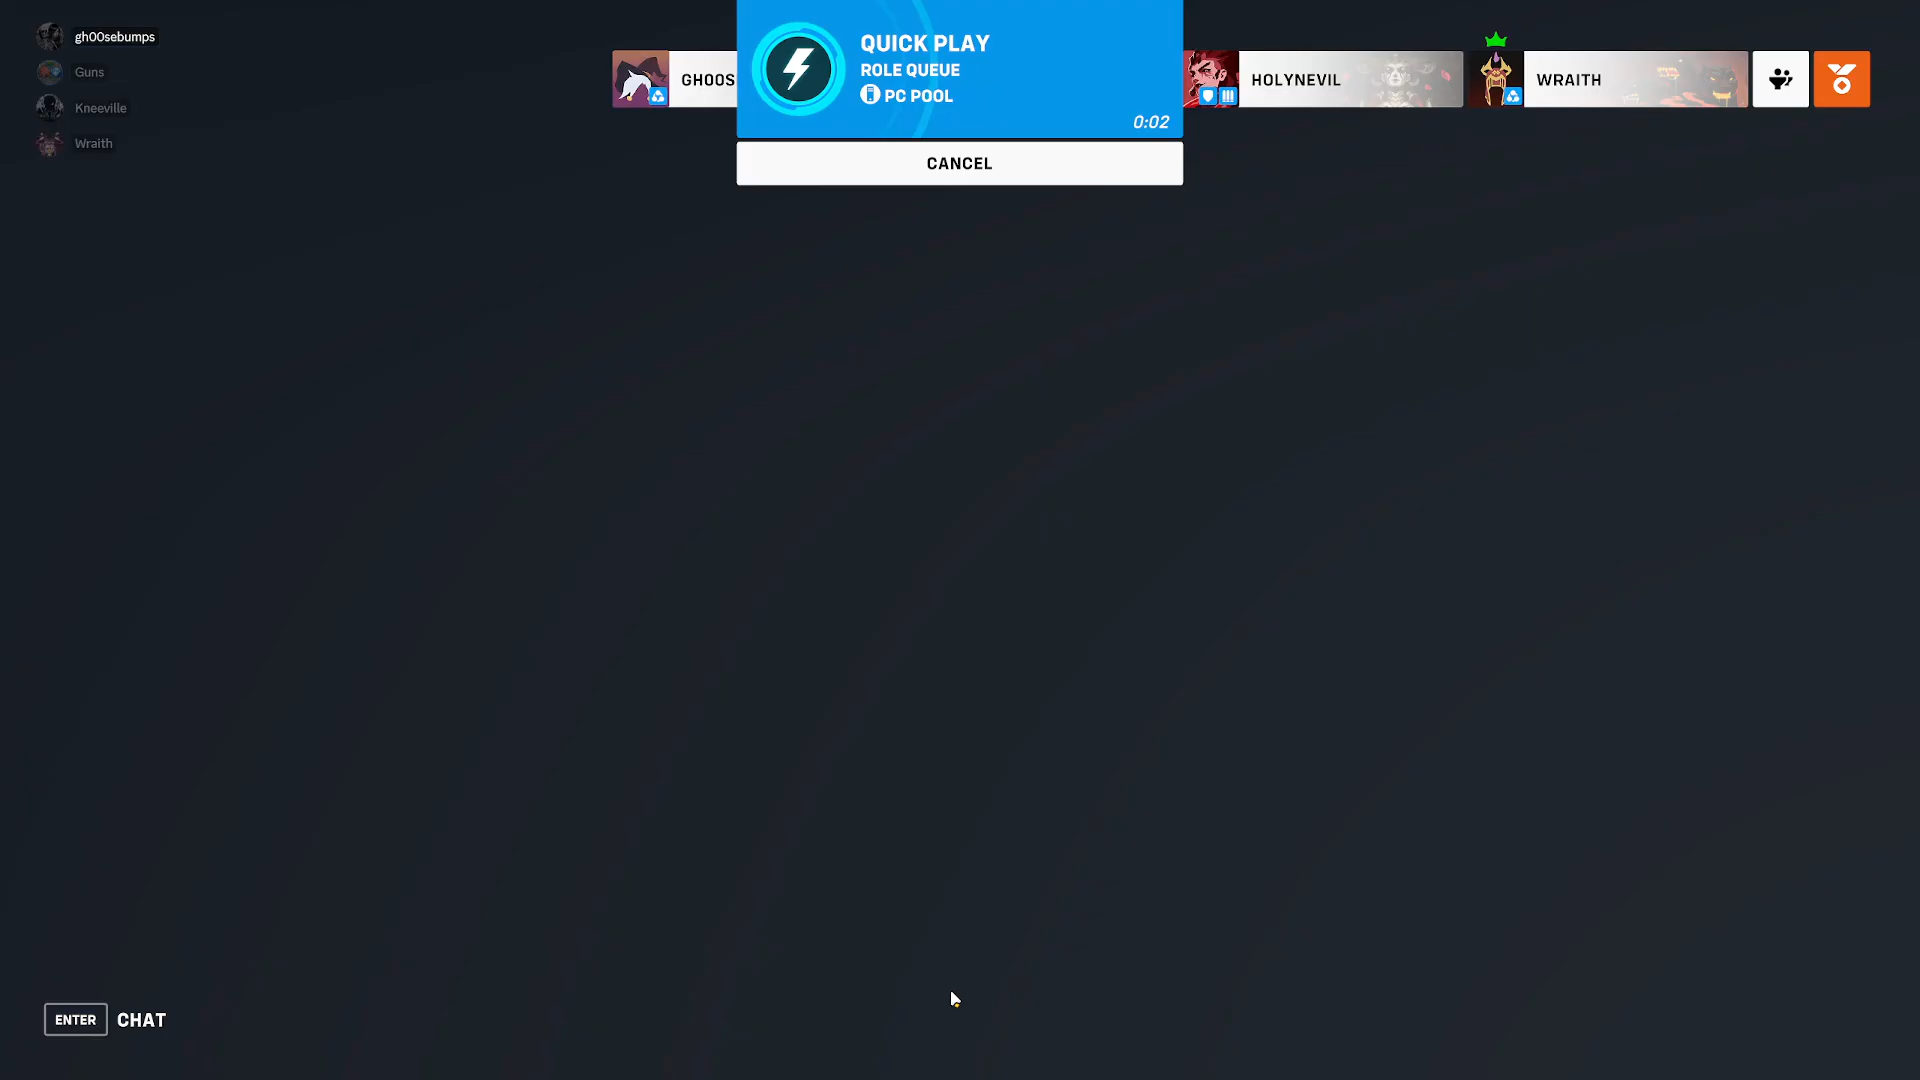 gh00sebumps
Guns
Kneeville
Wraith
GHOOS
QUICK PLAY
ROLE QUEUE
PC POOL
0:02
CANCEL
HOLYNEVIL
WRAITH
ENTER CHAT